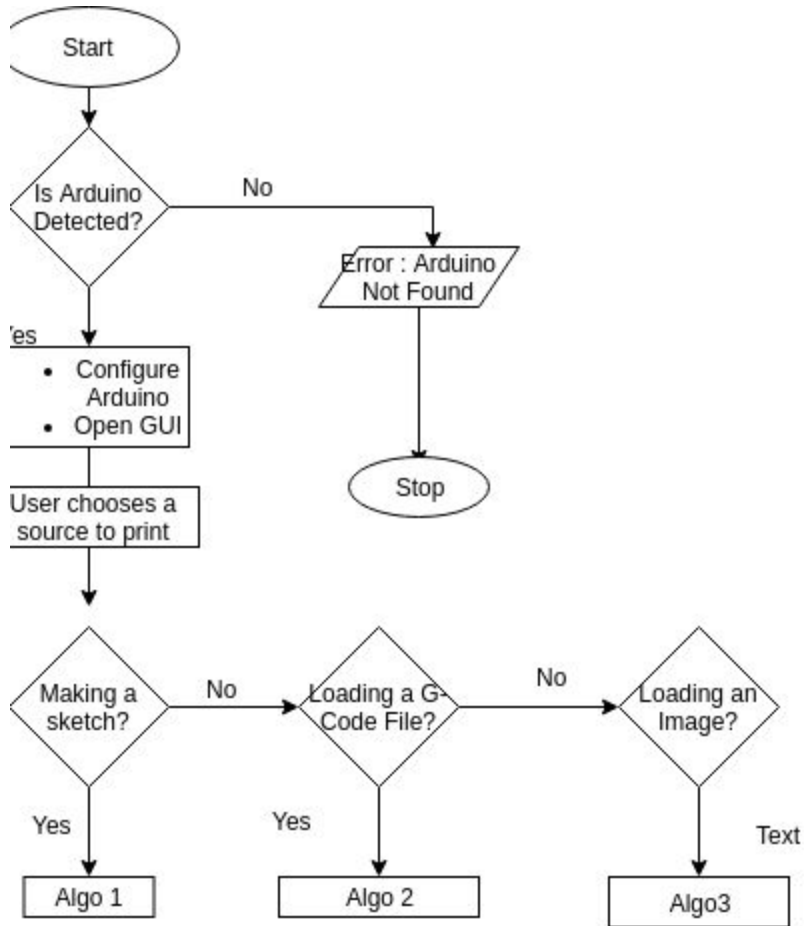 Start
Is Arduino
Detected?
No
Error : Arduino
Not Found
Yes
• Configure
Arduino
• Open GUI
Stop
User chooses a
source to print
Making a
sketch?
No
Loading a G-
Code File?
No
Loading an
Image?
Yes
Yes
Text
Algo 1
Algo 2
Algo3